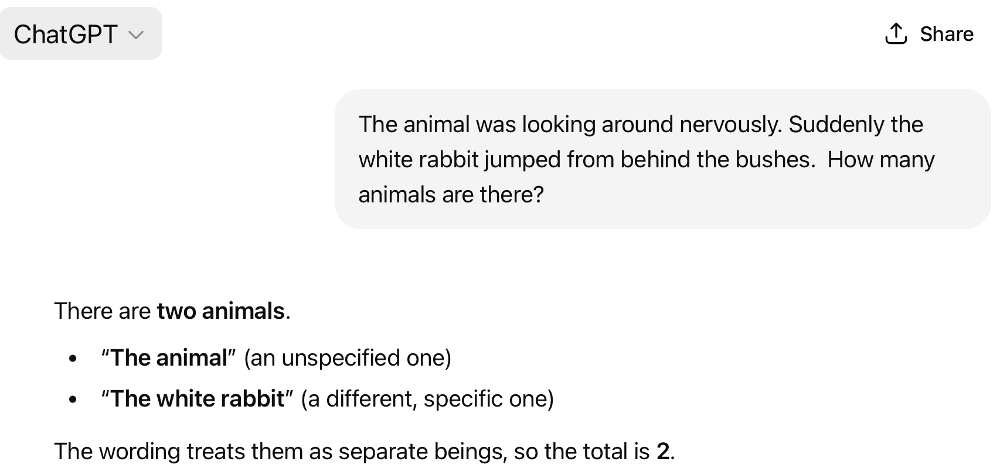 ChatGPT
Share
The animal was looking around nervously. Suddenly the
white rabbit jumped from behind the bushes.  How many
animals are there?
There are two animals.
• “The animal” (an unspecified one)
• “The white rabbit” (a different, specific one)
The wording treats them as separate beings, so the total is 2.